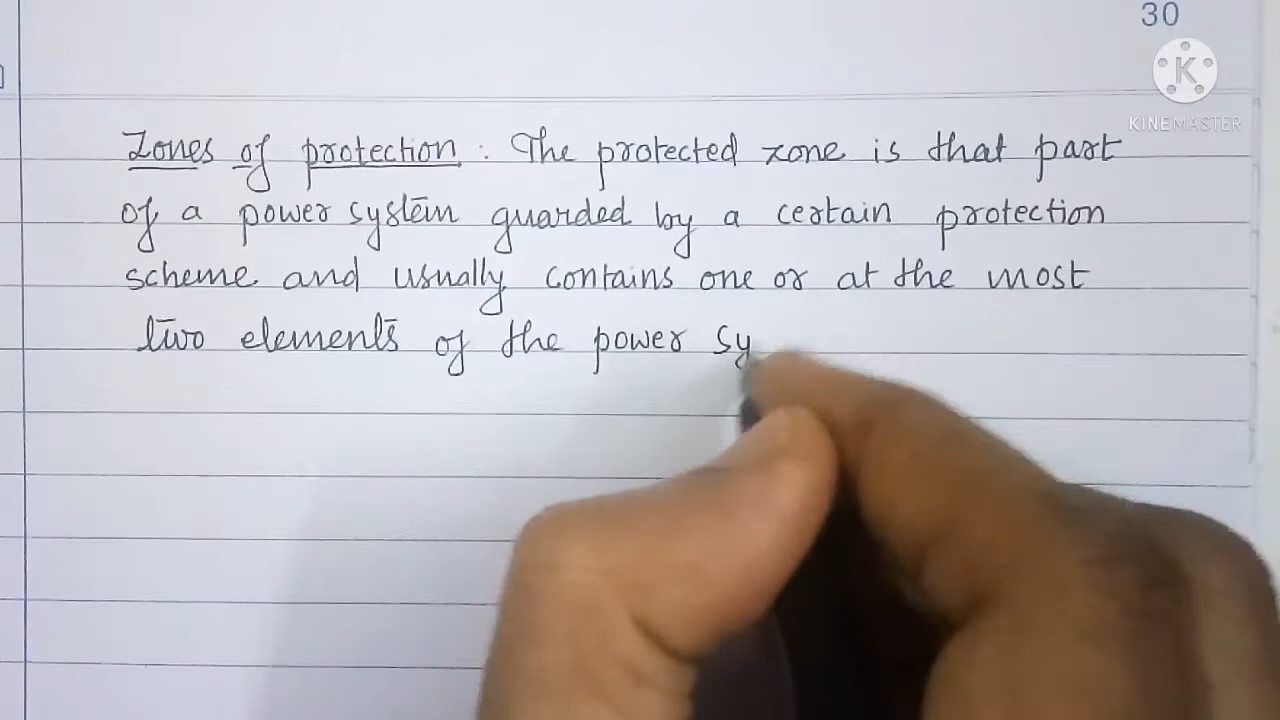 30
K
KINEMASTER
Zones of protection : The protected zone is that part
of a power system guarded by a certain protection
scheme and usually contains one or at the most
two elements of the power sy